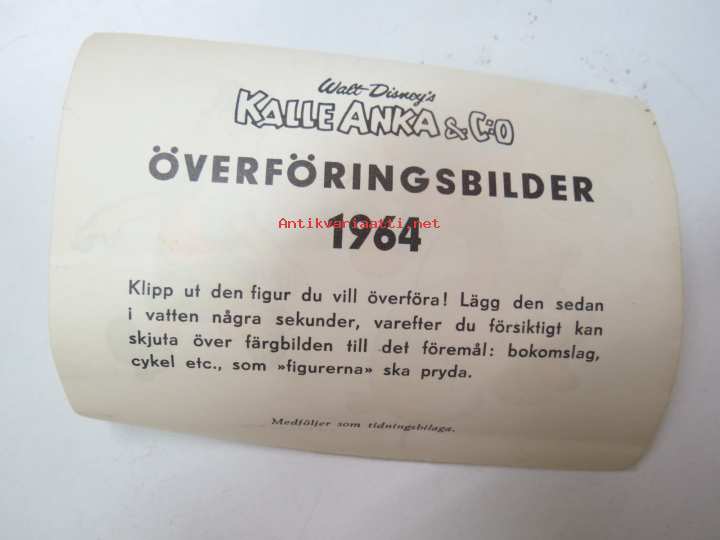 Walt Disney's
KALLE ANKA & C:O
ÖVERFÖRINGSBILDER
Antikvariaatti.net
1964
Klipp ut den figur du vill överföra! Lägg den sedan
i vatten några sekunder, varefter du försiktigt kan
skjuta över färgbilden till det föremål: bokomslag,
cykel etc., som »figurerna» ska pryda.
Medföljer som tidningsbilaga.